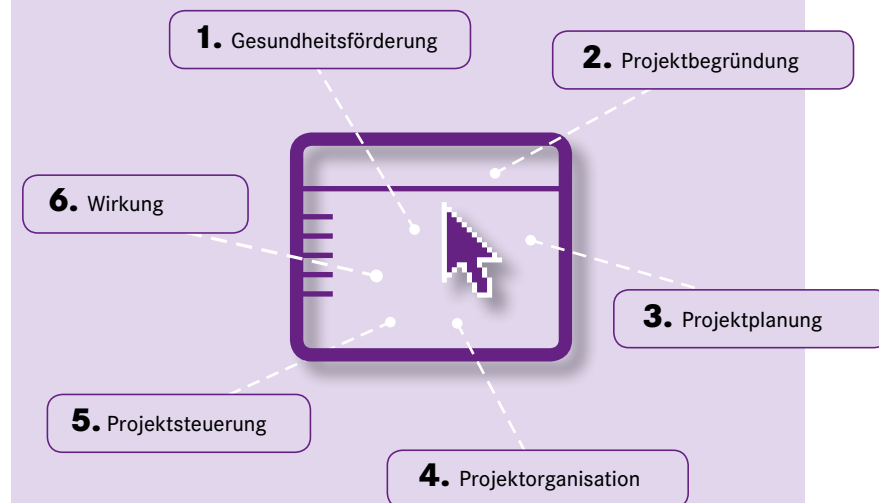 1. Gesundheitsförderung
2. Projektbegründung
3. Projektplanung
4. Projektorganisation
5. Projektsteuerung
6. Wirkung